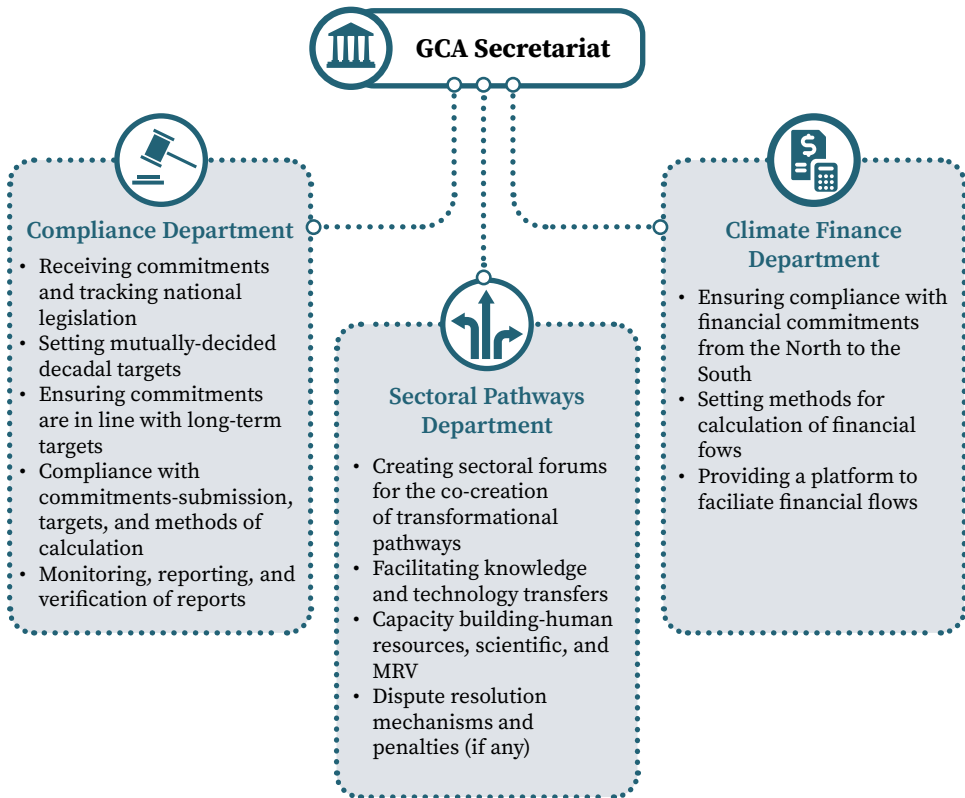 GCA Secretariat
Compliance Department
• Receiving commitments
and tracking national
legislation
• Setting mutually-decided
decadal targets
• Ensuring commitments
are in line with long-term
targets
• Compliance with
commitments-submission,
targets, and methods of
calculation
• Monitoring, reporting, and
verification of reports
Sectoral Pathways
Department
• Creating sectoral forums
for the co-creation
of transformational
pathways
• Facilitating knowledge
and technology transfers
• Capacity building-human
resources, scientific, and
MRV
• Dispute resolution
mechanisms and
penalties (if any)
$
Climate Finance
Department
• Ensuring compliance with
financial commitments
from the North to the
South
• Setting methods for
calculation of financial
fows
• Providing a platform to
faciliate financial flows